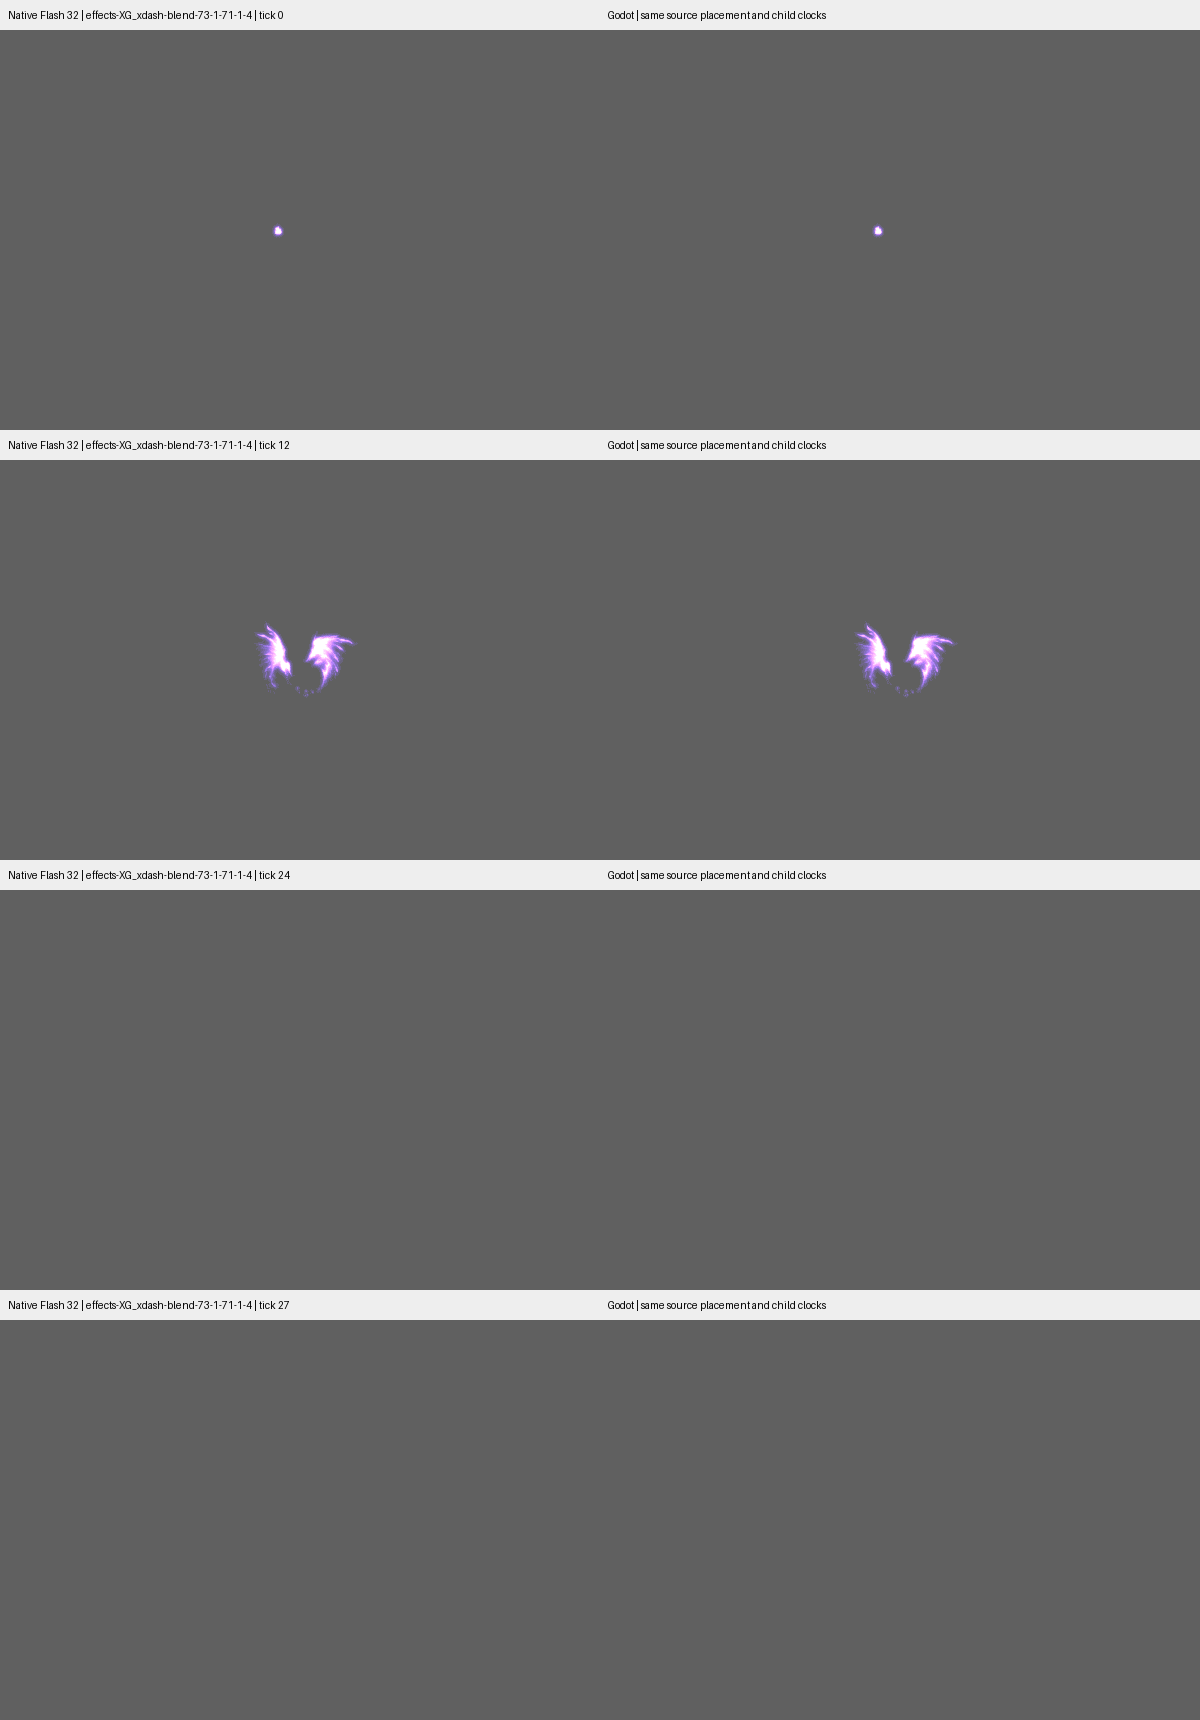 Native Flash 32 | effects-XG_xdash-blend-73-1-71-1-4 | tick 0
Godot | same source placement and child clocks
Native Flash 32 | effects-XG_xdash-blend-73-1-71-1-4 | tick 12
Godot | same source placement and child clocks
Native Flash 32 | effects-XG_xdash-blend-73-1-71-1-4 | tick 24
Godot | same source placement and child clocks
Native Flash 32 | effects-XG_xdash-blend-73-1-71-1-4 | tick 27
Godot | same source placement and child clocks